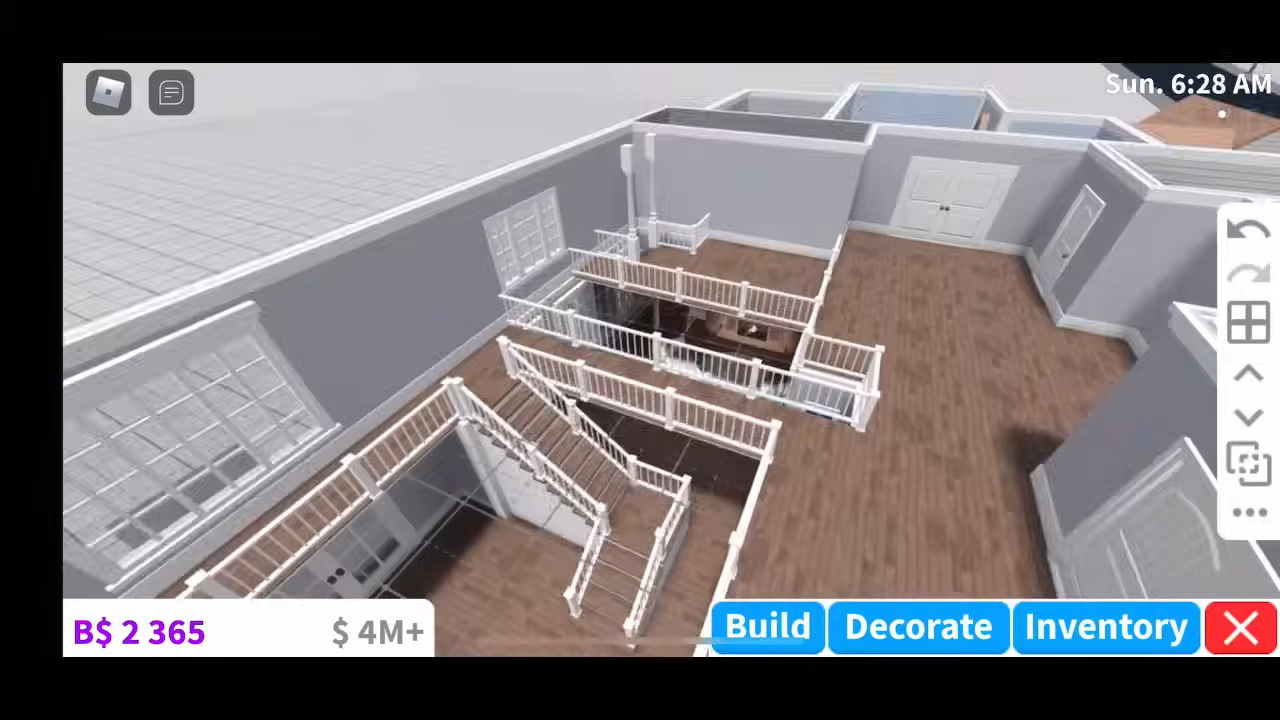 Sun. 6:28 AM
B$ 2 365
$ 4M+
Build
Decorate
Inventory